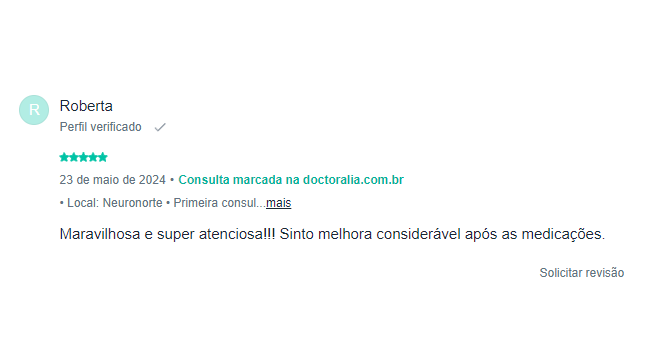 R
Roberta
Perfil verificado
23 de maio de 2024 • Consulta marcada na doctoralia.com.br
• Local: Neuronorte • Primeira consul...mais
Maravilhosa e super atenciosa!!! Sinto melhora considerável após as medicações.
Solicitar revisão